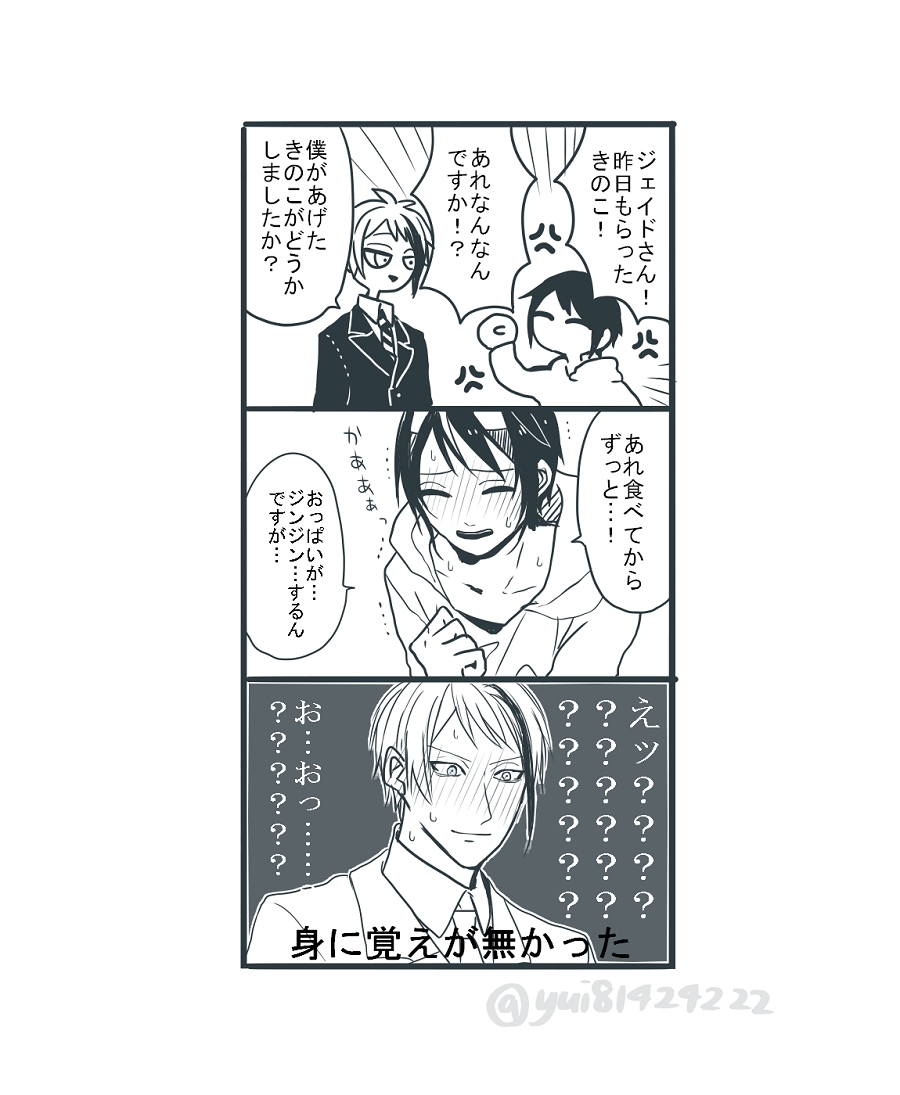 ジェイドさん！
昨日もらった
きのこ！
あれなんなん
ですか！？
僕があげた
きのこがどうか
しましたか？
あれ食べてから
ずっと…！
かあぁぁっ
おっぱいが…
ジンジン…するん
ですが…
えッ？？？？
？？？？？？
？？？？？？
お…おっ……
？？？？？？
身に覚えが無かった
@yui81424222